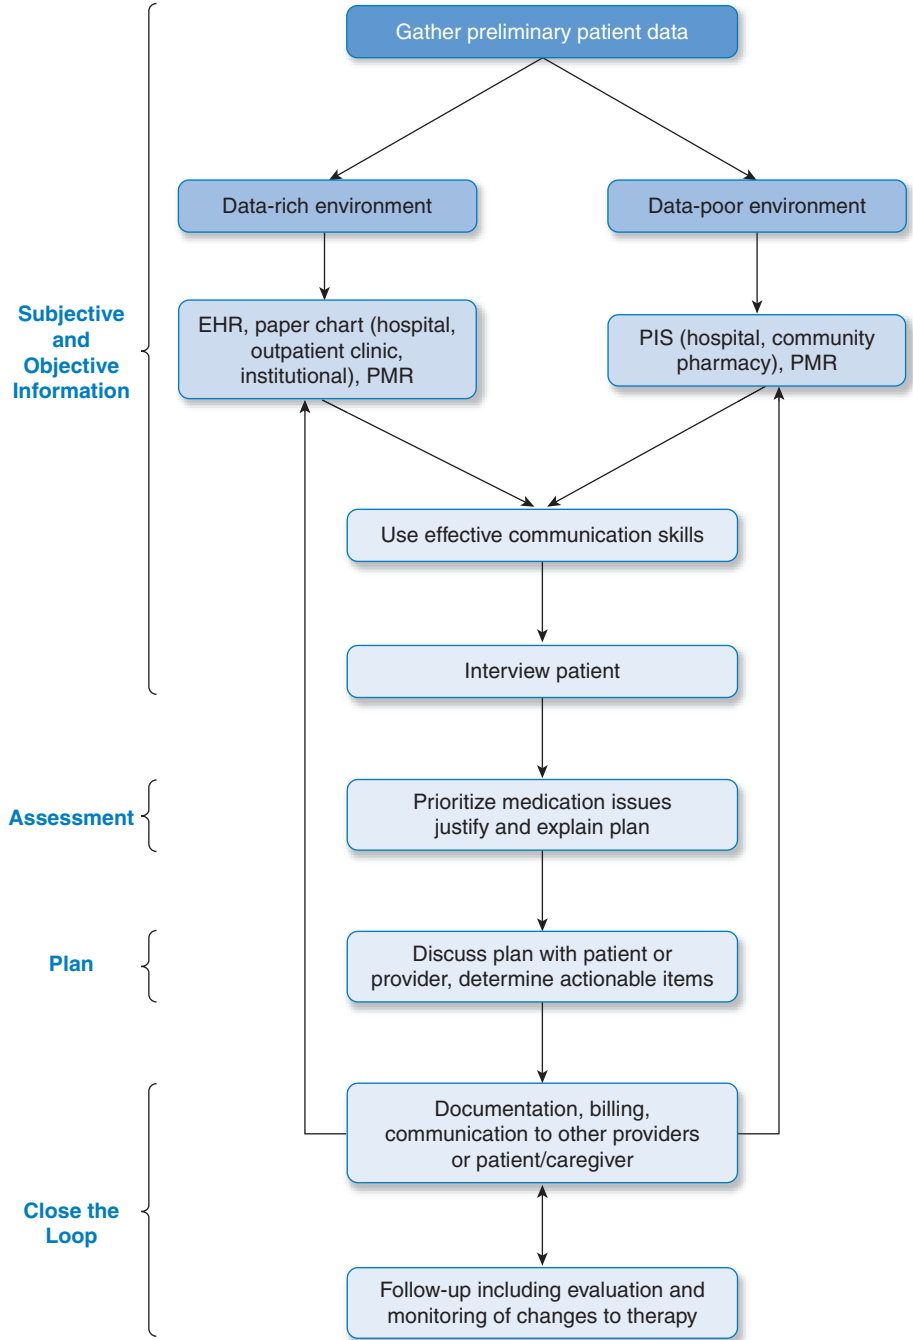 Gather preliminary patient data
Data-rich environment
Data-poor environment
Subjective
and
Objective
Information
EHR, paper chart (hospital,
outpatient clinic,
institutional), PMR
PIS (hospital, community
pharmacy), PMR
Use effective communication skills
Interview patient
Assessment
Prioritize medication issues
justify and explain plan
Plan
Discuss plan with patient or
provider, determine actionable items
Documentation, billing,
communication to other providers
or patient/caregiver
Close the
Loop
Follow-up including evaluation and
monitoring of changes to therapy